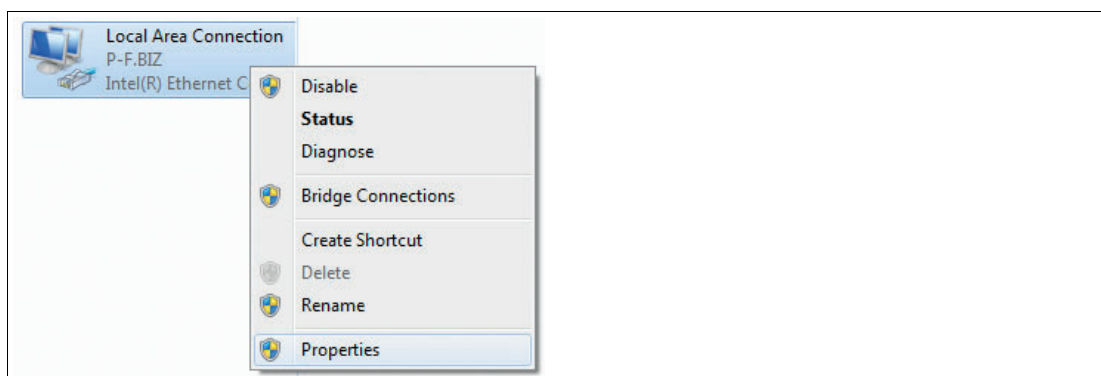 Local Area Connection
P-F.BIZ
Intel(R) Ethernet C
Disable
Status
Diagnose
Bridge Connections
Create Shortcut
Delete
Rename
Properties